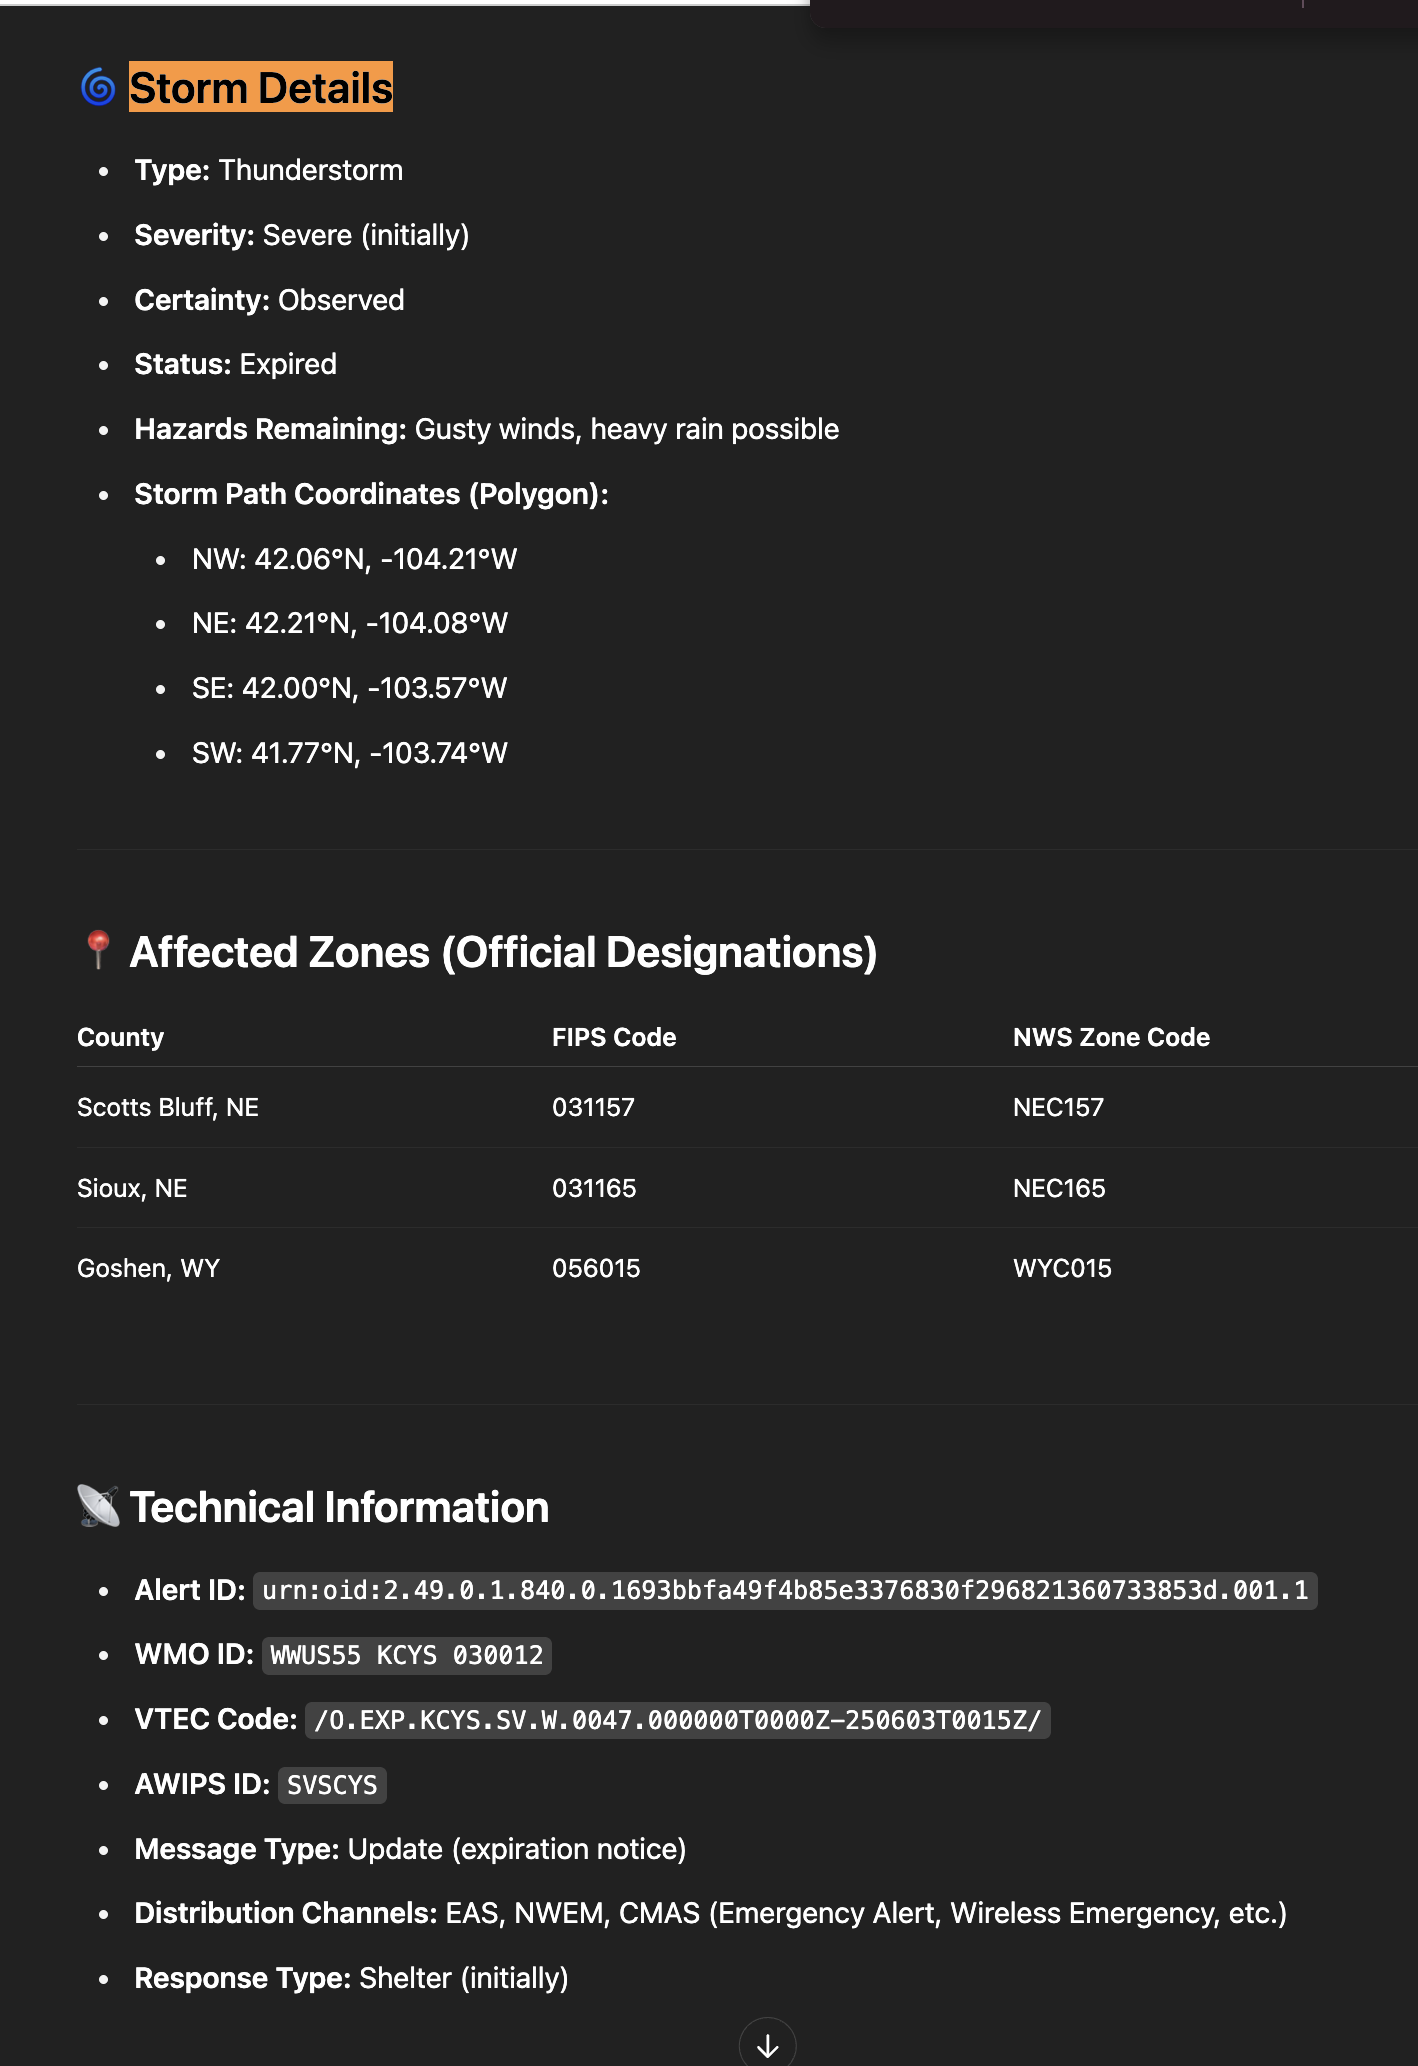 Storm Details
Type: Thunderstorm
Severity: Severe (initially)
Certainty: Observed
Status: Expired
Hazards Remaining: Gusty winds, heavy rain possible
Storm Path Coordinates (Polygon):
NW: 42.06°N, -104.21°W
NE: 42.21°N, -104.08°W
SE: 42.00°N, -103.57°W
SW: 41.77°N, -103.74°W
Affected Zones (Official Designations)
County FIPS Code NWS Zone Code
Scotts Bluff, NE 031157 NEC157
Sioux, NE 031165 NEC165
Goshen, WY 056015 WYC015
Technical Information
Alert ID: urn:oid:2.49.0.1.840.0.1693bbfa49f4b85e3376830f296821360733853d.001.1
WMO ID: WWUS55 KCYS 030012
VTEC Code: /O.EXP.KCYS.SV.W.0047.000000T0000Z-250603T0015Z/
AWIPS ID: SVSCYS
Message Type: Update (expiration notice)
Distribution Channels: EAS, NWEM, CMAS (Emergency Alert, Wireless Emergency, etc.)
Response Type: Shelter (initially)